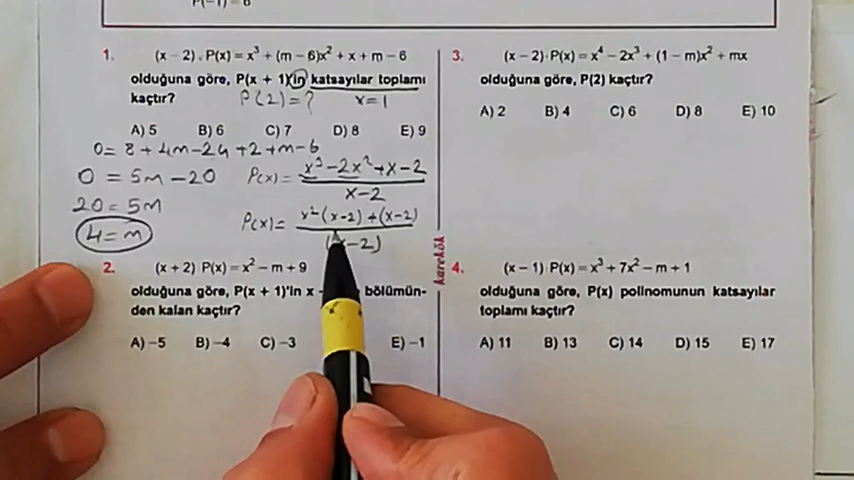 P(−1) = 6
1. (x − 2) . P(x) = x³ + (m − 6)x² + x + m − 6
olduğuna göre, P(x + 1)'in katsayılar toplamı
kaçtır? P(2) = ? x = 1
A) 5 B) 6 C) 7 D) 8 E) 9
0 = 8 + 4m − 24 + 2 + m − 6
0 = 5m − 20 P(x) = x³ − 2x² + x − 2
x − 2
20 = 5m P(x) = x² (x − 2) + (x − 2)
4 = m (x − 2)
2. (x + 2) P(x) = x² − m + 9
olduğuna göre, P(x + 1)'in x − bölümün-
den kalan kaçtır?
A) −5 B) −4 C) −3 E) −1
3. (x − 2) · P(x) = x⁴ − 2x³ + (1 − m)x² + mx
olduğuna göre, P(2) kaçtır?
A) 2 B) 4 C) 6 D) 8 E) 10
karekök
4. (x − 1) P(x) = x³ + 7x² − m + 1
olduğuna göre, P(x) polinomunun katsayılar
toplamı kaçtır?
A) 11 B) 13 C) 14 D) 15 E) 17